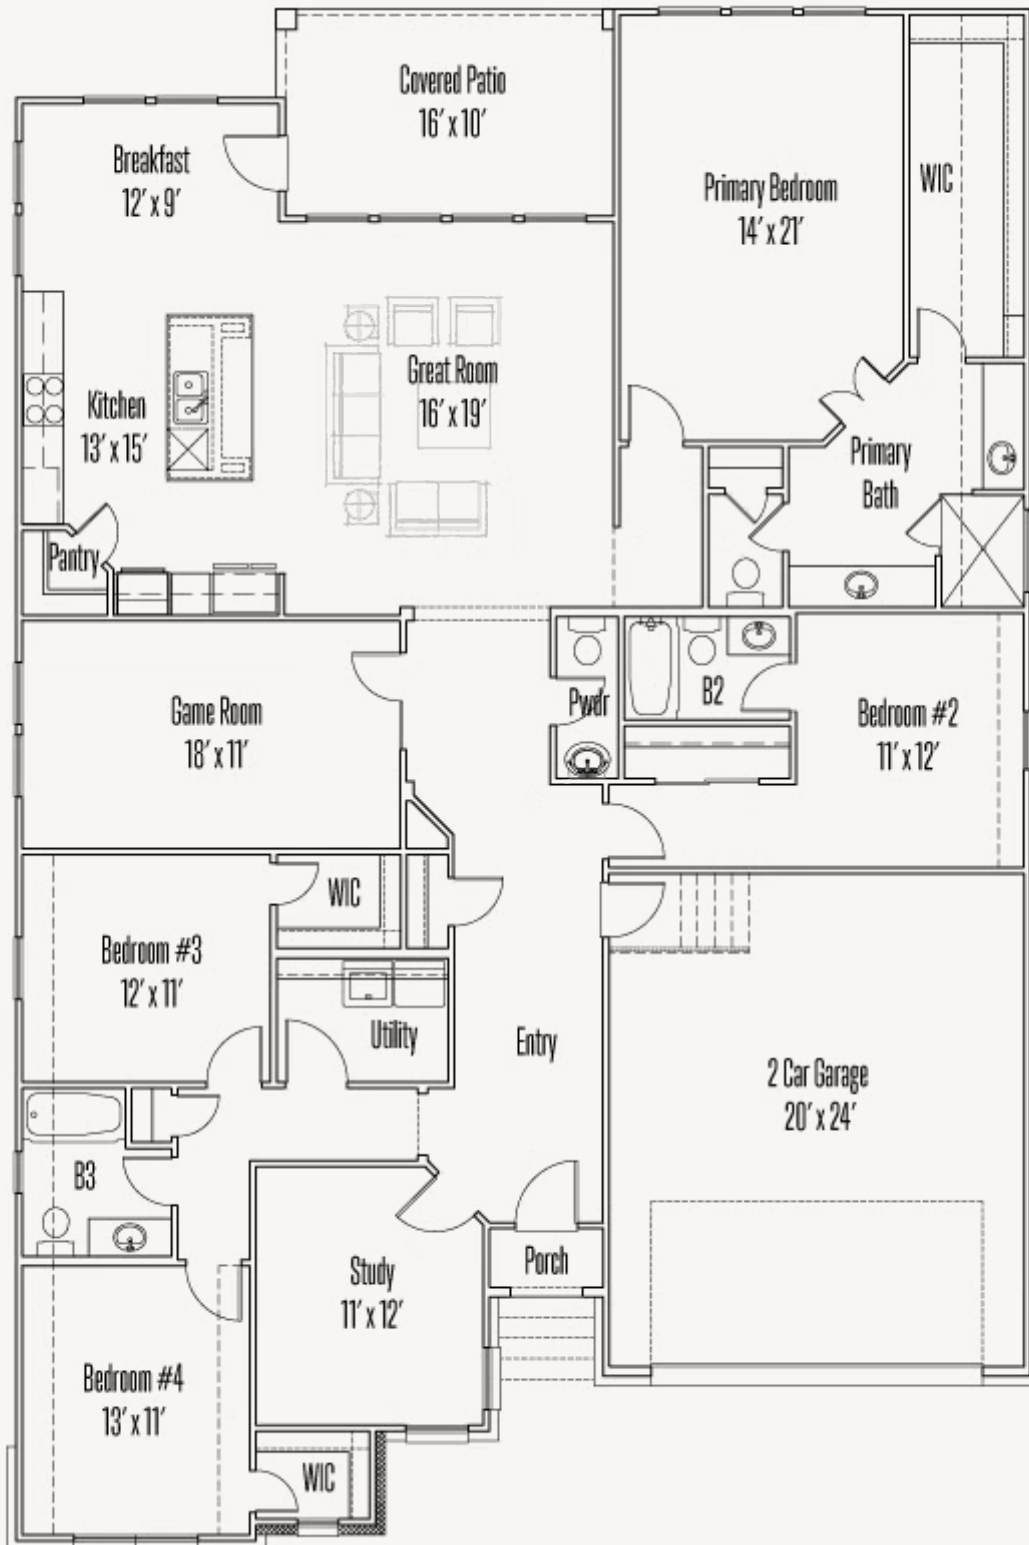 Covered Patio
16′ x 10′
Breakfast
12′ x 9′
Primary Bedroom
14′ x 21′
WIC
Great Room
16′ x 19′
Kitchen
13′ x 15′
Primary
Bath
Pantry
Game Room
18′ x 11′
Pwdr
B2
Bedroom #2
11′ x 12′
WIC
Bedroom #3
12′ x 11′
Utility
Entry
2 Car Garage
20′ x 24′
B3
Study
11′ x 12′
Porch
Bedroom #4
13′ x 11′
WIC